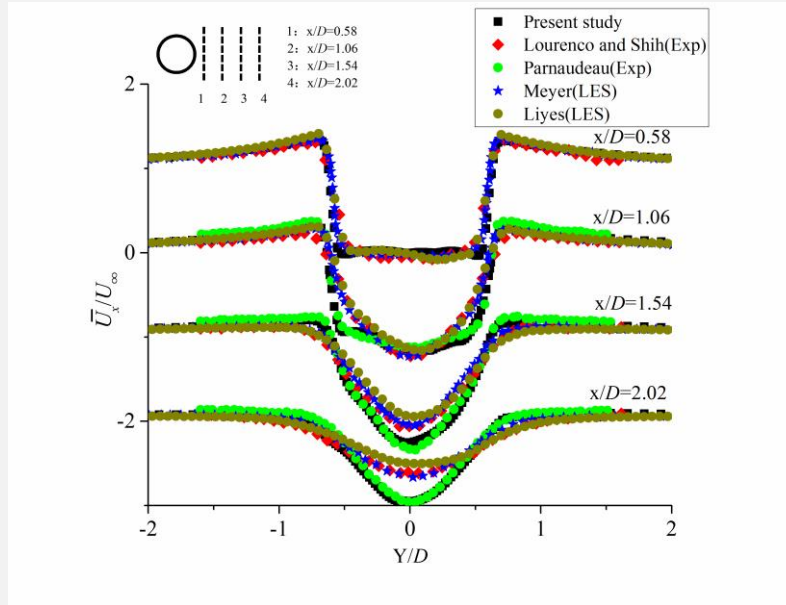 1: x/D=0.58
2: x/D=1.06
3: x/D=1.54
4: x/D=2.02
1 2 3 4
Present study
Lourenco and Shih(Exp)
Parnaudeau(Exp)
Meyer(LES)
Liyes(LES)
x/D=0.58
x/D=1.06
x/D=1.54
x/D=2.02
2
0
-2
U̅x/U∞
-2 -1 0 1 2
Y/D